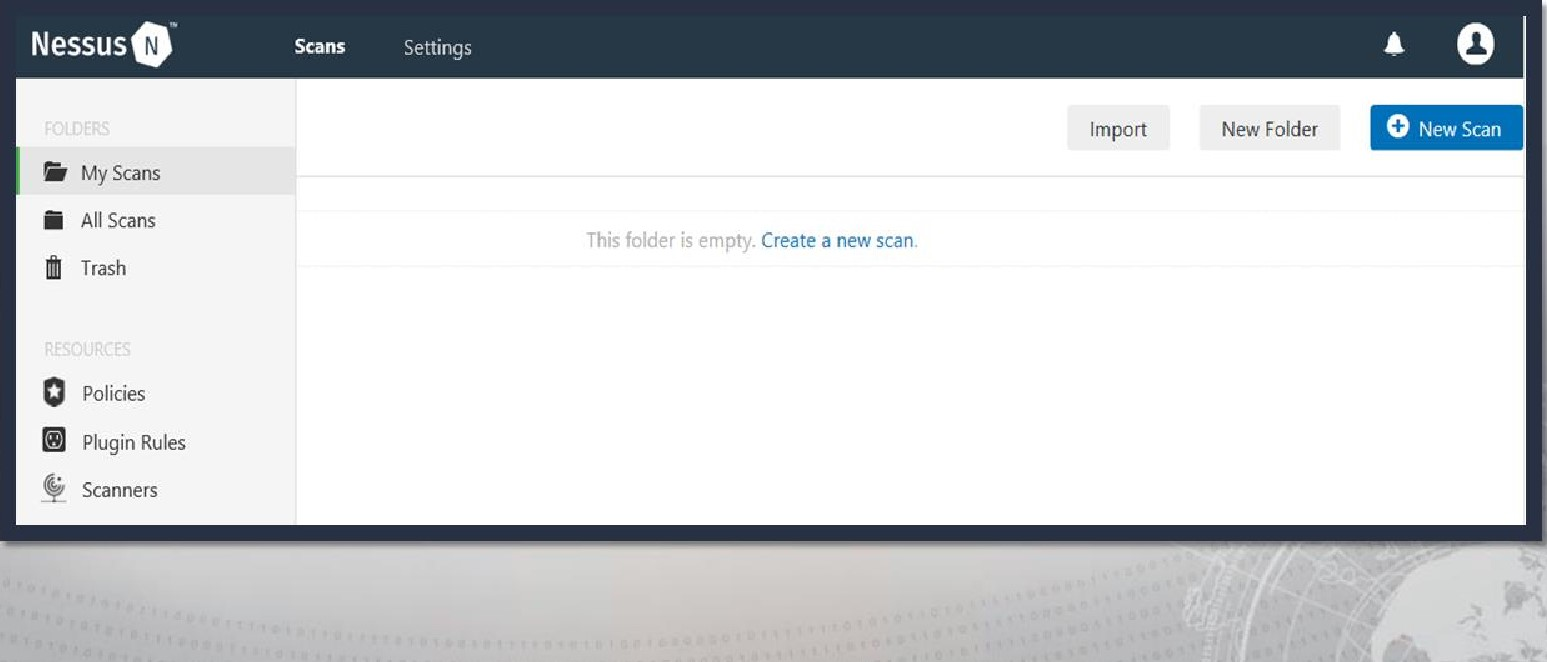 Nessus N ™
Scans Settings
Import New Folder New Scan
FOLDERS
My Scans
All Scans
Trash
This folder is empty. Create a new scan.
RESOURCES
Policies
Plugin Rules
Scanners